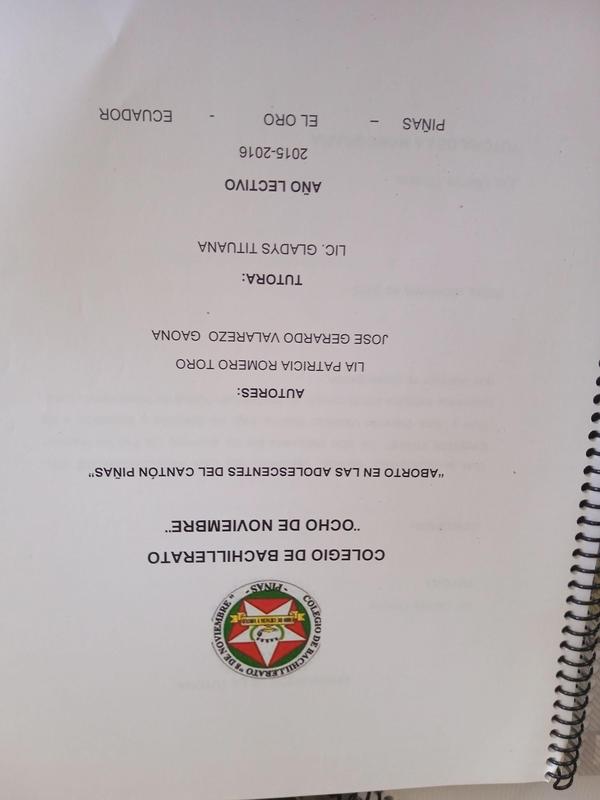 COLEGIO DE BACHILLERATO "8 DE NOVIEMBRE"
- PIÑAS -
COLEGIO DE BACHILLERATO
¨OCHO DE NOVIEMBRE¨
“ABORTO EN LAS ADOLESCENTES DEL CANTÓN PIÑAS”
AUTORES:
LIA PATRICIA ROMERO TORO
JOSE GERARDO VALAREZO GAONA
TUTORA:
LIC. GLADYS TITUANA
AÑO LECTIVO
2015-2016
PIÑAS – EL ORO - ECUADOR